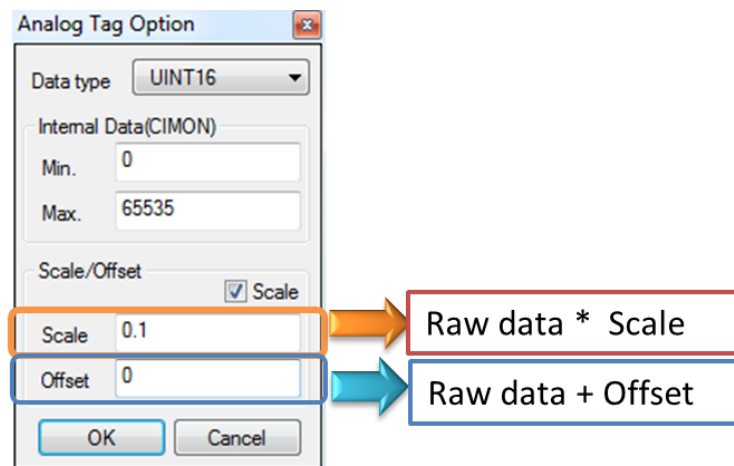 Analog Tag Option
Data type UINT16
Internal Data(CIMON)
Min. 0
Max. 65535
Scale/Offset
Scale
Scale 0.1
Raw data * Scale
Offset 0
Raw data + Offset
OK Cancel